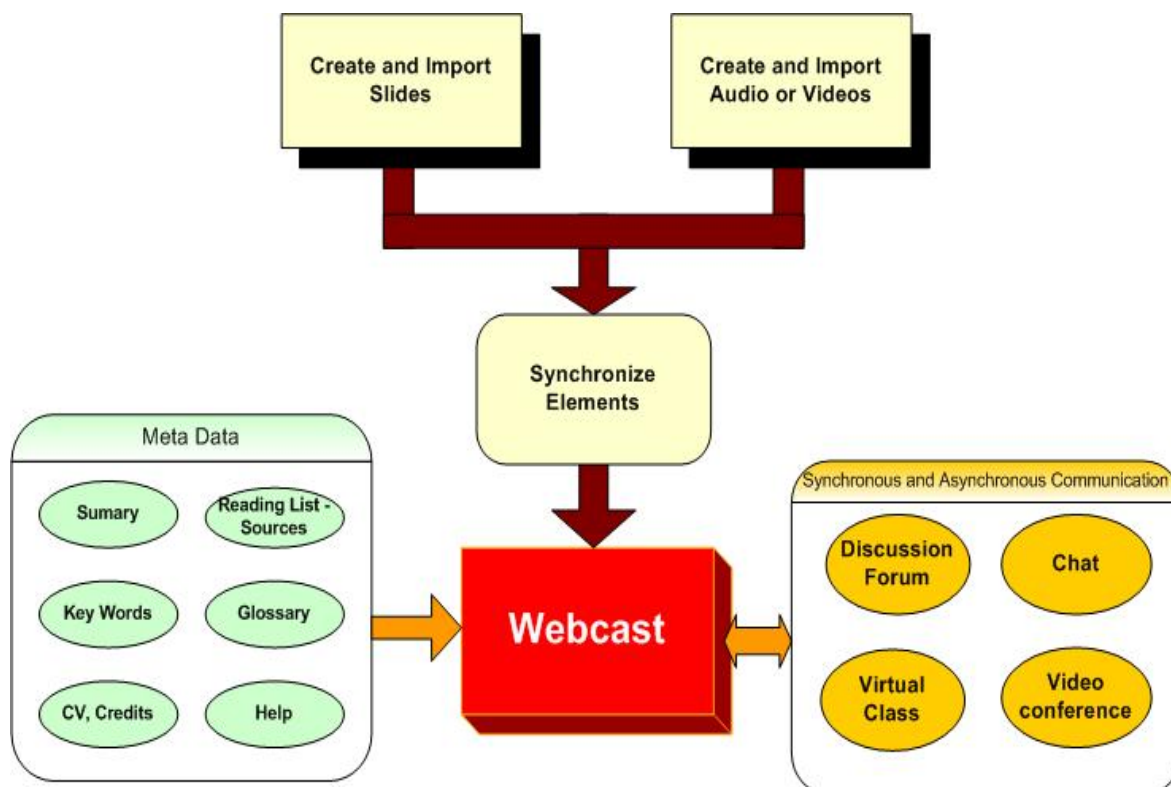 Create and Import
Slides
Create and Import
Audio or Videos
Synchronize
Elements
Meta Data
Sumary
Reading List -
Sources
Key Words
Glossary
CV, Credits
Help
Webcast
Synchronous and Asynchronous Communication
Discussion
Forum
Chat
Virtual
Class
Video
conference